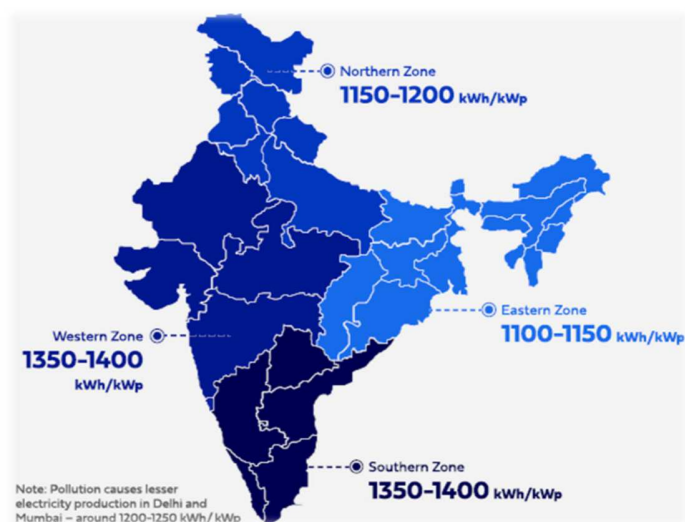 Northern Zone
1150-1200 kWh/kWp
Eastern Zone
1100-1150 kWh/kWp
Western Zone
1350-1400
kWh/kWp
Southern Zone
1350-1400 kWh/kWp
Note: Pollution causes lesser
electricity production in Delhi and
Mumbai – around 1200-1250 kWh/kWp